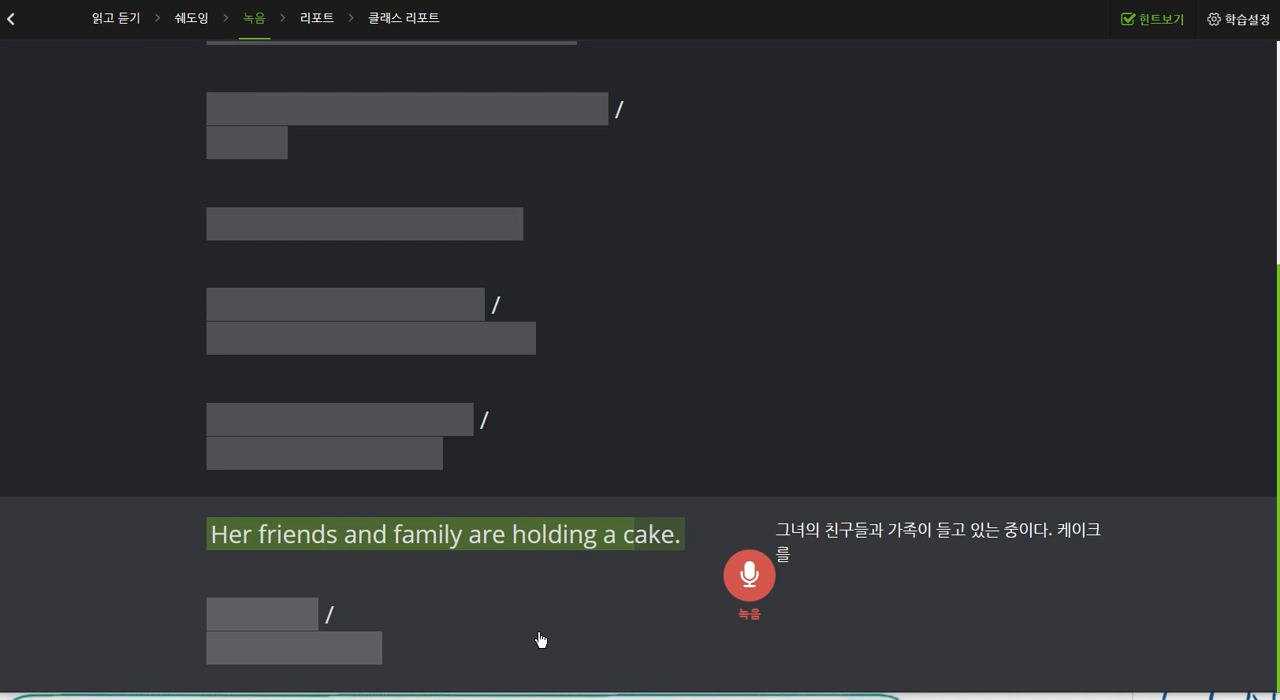 읽고 듣기 > 쉐도잉 > 녹음 > 리포트 > 클래스 리포트
힌트보기
학습설정
/
/
/
Her friends and family are holding a cake.
그녀의 친구들과 가족이 들고 있는 중이다. 케이크
를
녹음
/